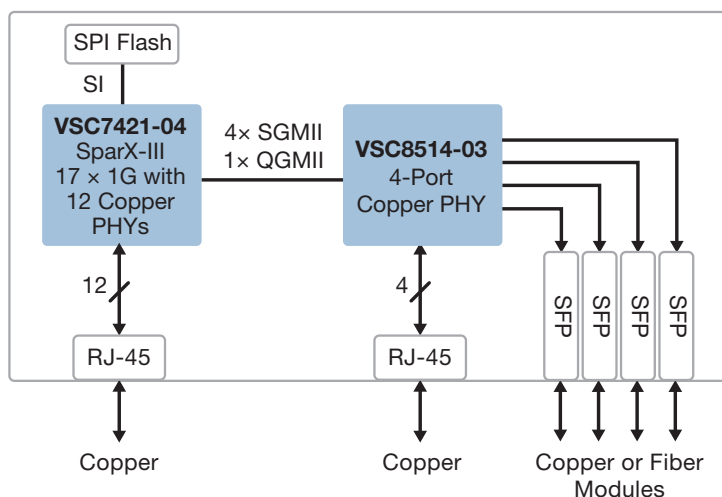 SPI Flash
SI
VSC7421-04
SparX-III
17 × 1G with
12 Copper
PHYs
4× SGMII
1× QGMII
VSC8514-03
4-Port
Copper PHY
12
4
SFP
SFP
SFP
SFP
RJ-45
RJ-45
Copper
Copper
Copper or Fiber
Modules